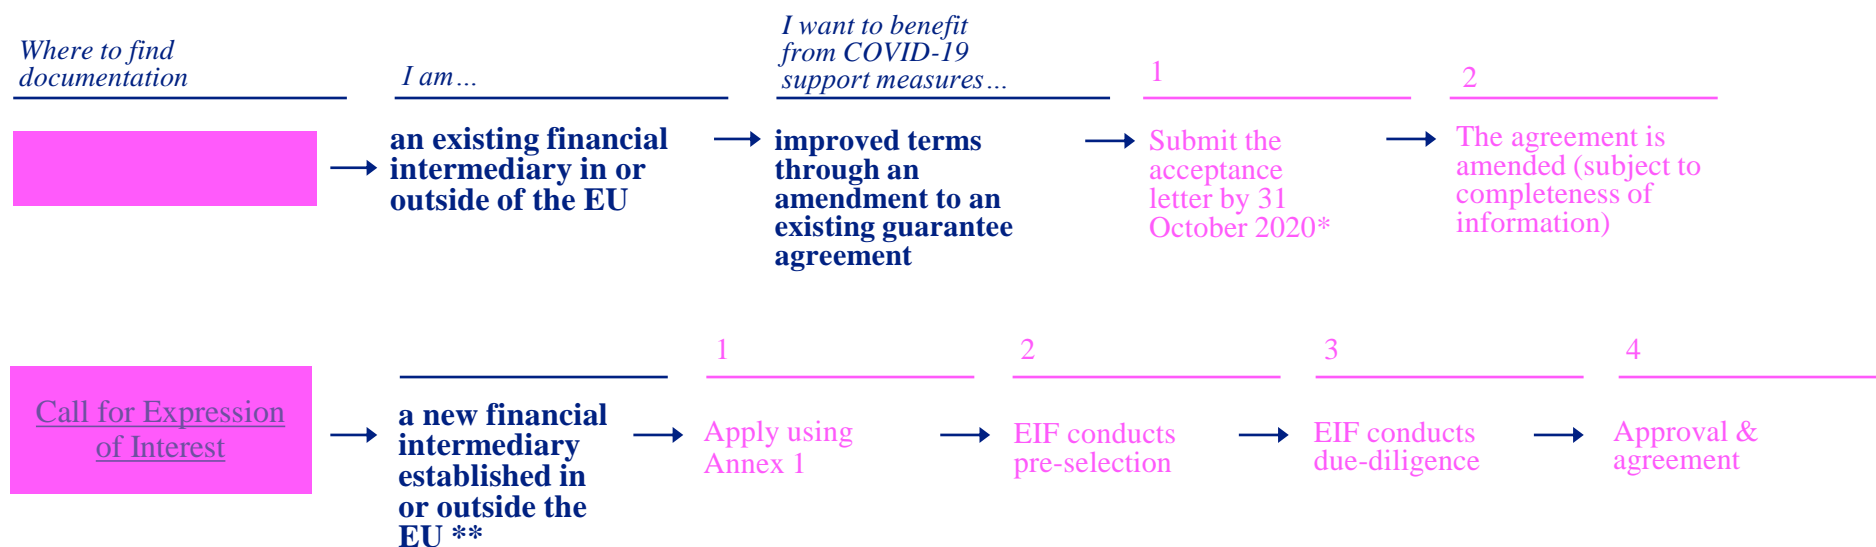 Where to find
documentation
I am...
I want to benefit
from COVID-19
support measures...
1
2
an existing financial
intermediary in or
outside of the EU
improved terms
through an
amendment to an
existing guarantee
agreement
Submit the
acceptance
letter by 31
October 2020*
The agreement is
amended (subject to
completeness of
information)
1
2
3
4
Call for Expression
of Interest
a new financial
intermediary
established in
or outside the
EU **
Apply using
Annex 1
EIF conducts
pre-selection
EIF conducts
due-diligence
Approval &
agreement